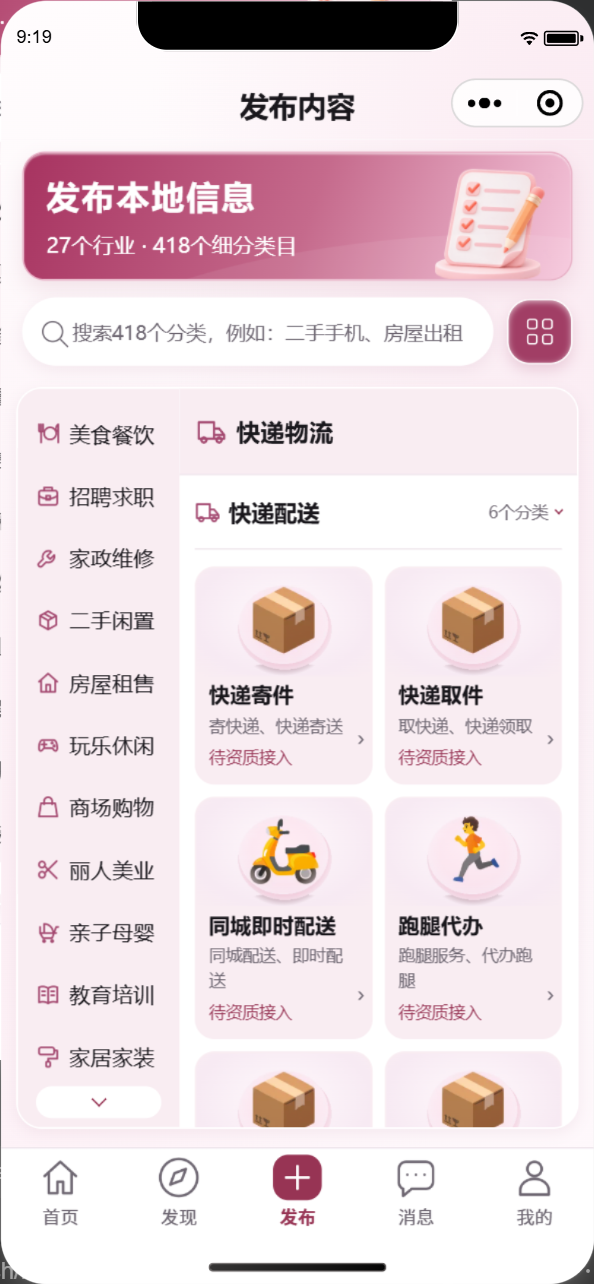 9:19
发布内容
发布本地信息
27个行业 · 418个细分类目
搜索418个分类，例如：二手手机、房屋出租
美食餐饮
招聘求职
家政维修
二手闲置
房屋租售
玩乐休闲
商场购物
丽人美业
亲子母婴
教育培训
家居家装
快递物流
快递配送
6个分类
快递寄件
寄快递、快递寄送
待资质接入
快递取件
取快递、快递领取
待资质接入
同城即时配送
同城配送、即时配
送
待资质接入
跑腿代办
跑腿服务、代办跑
腿
待资质接入
首页
发现
发布
消息
我的